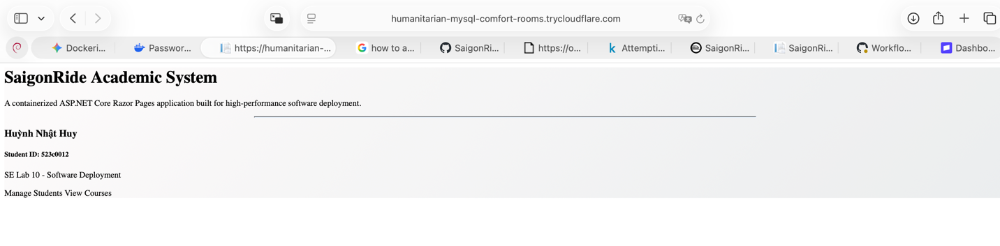 humanitarian-mysql-comfort-rooms.trycloudflare.com
Dockeri... Passwor... https://humanitarian-... how to a... SaigonRi... https://o... Attempti... SaigonRi... SaigonRi... Workflo... Dashbo...
SaigonRide Academic System
A containerized ASP.NET Core Razor Pages application built for high-performance software deployment.
Huỳnh Nhật Huy
Student ID: 523c0012
SE Lab 10 - Software Deployment
Manage Students View Courses